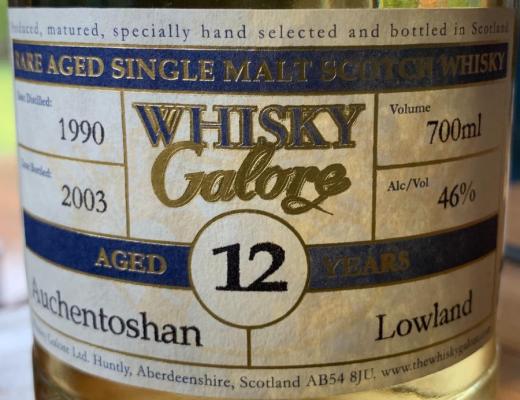 Produced, matured, specially hand selected and bottled in Scotland
RARE AGED SINGLE MALT SCOTCH WHISKY
Date Distilled:
1990
WHISKY
Galore
Volume
700ml
Date Bottled:
2003
Alc/Vol
46%
AGED
12
YEARS
Auchentoshan
Lowland
Galore Ltd. Huntly, Aberdeenshire, Scotland AB54 8JU. www.thewhiskygalore